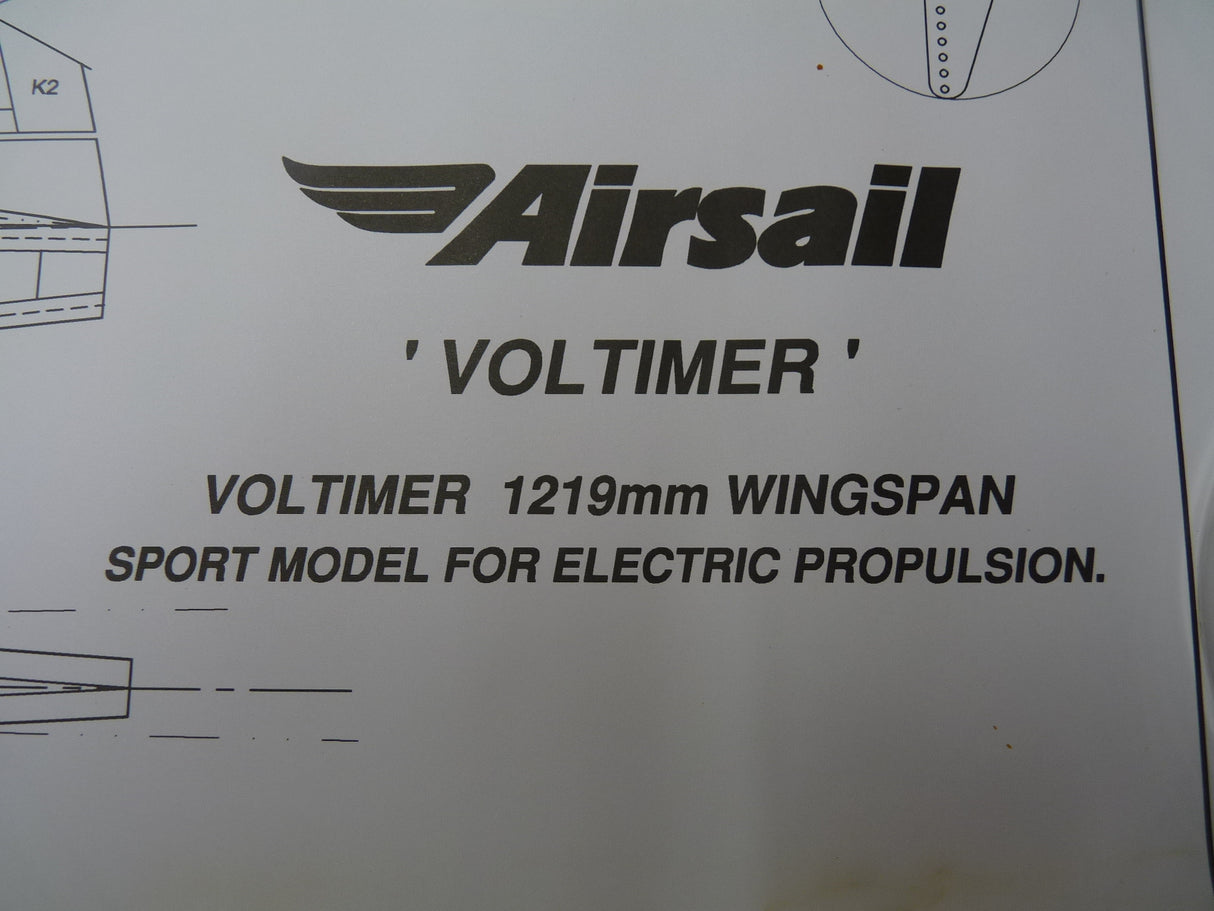 K2
Airsail
' VOLTIMER '
VOLTIMER 1219mm WINGSPAN
SPORT MODEL FOR ELECTRIC PROPULSION.